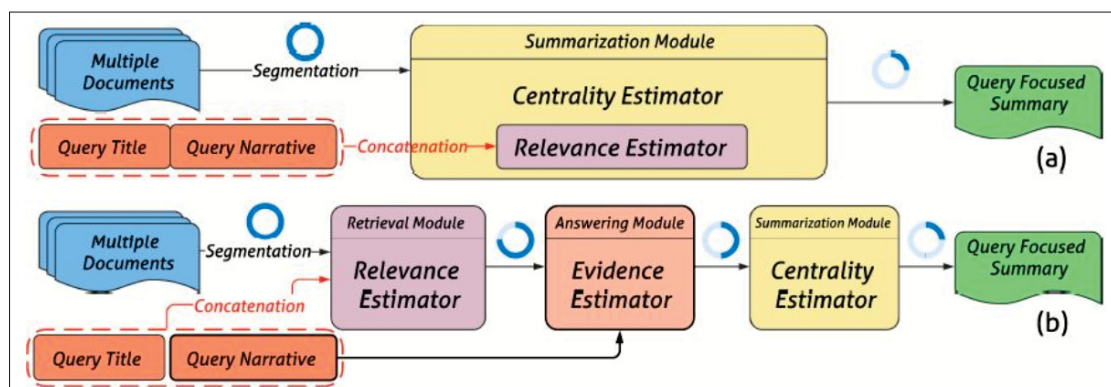 Multiple
Documents
Segmentation
Summarization Module
Centrality Estimator
Relevance Estimator
Query Title
Query Narrative
Concatenation
Query Focused
Summary
(a)
Multiple
Documents
Segmentation
Concatenation
Query Title
Query Narrative
Retrieval Module
Relevance
Estimator
Answering Module
Evidence
Estimator
Summarization Module
Centrality
Estimator
Query Focused
Summary
(b)